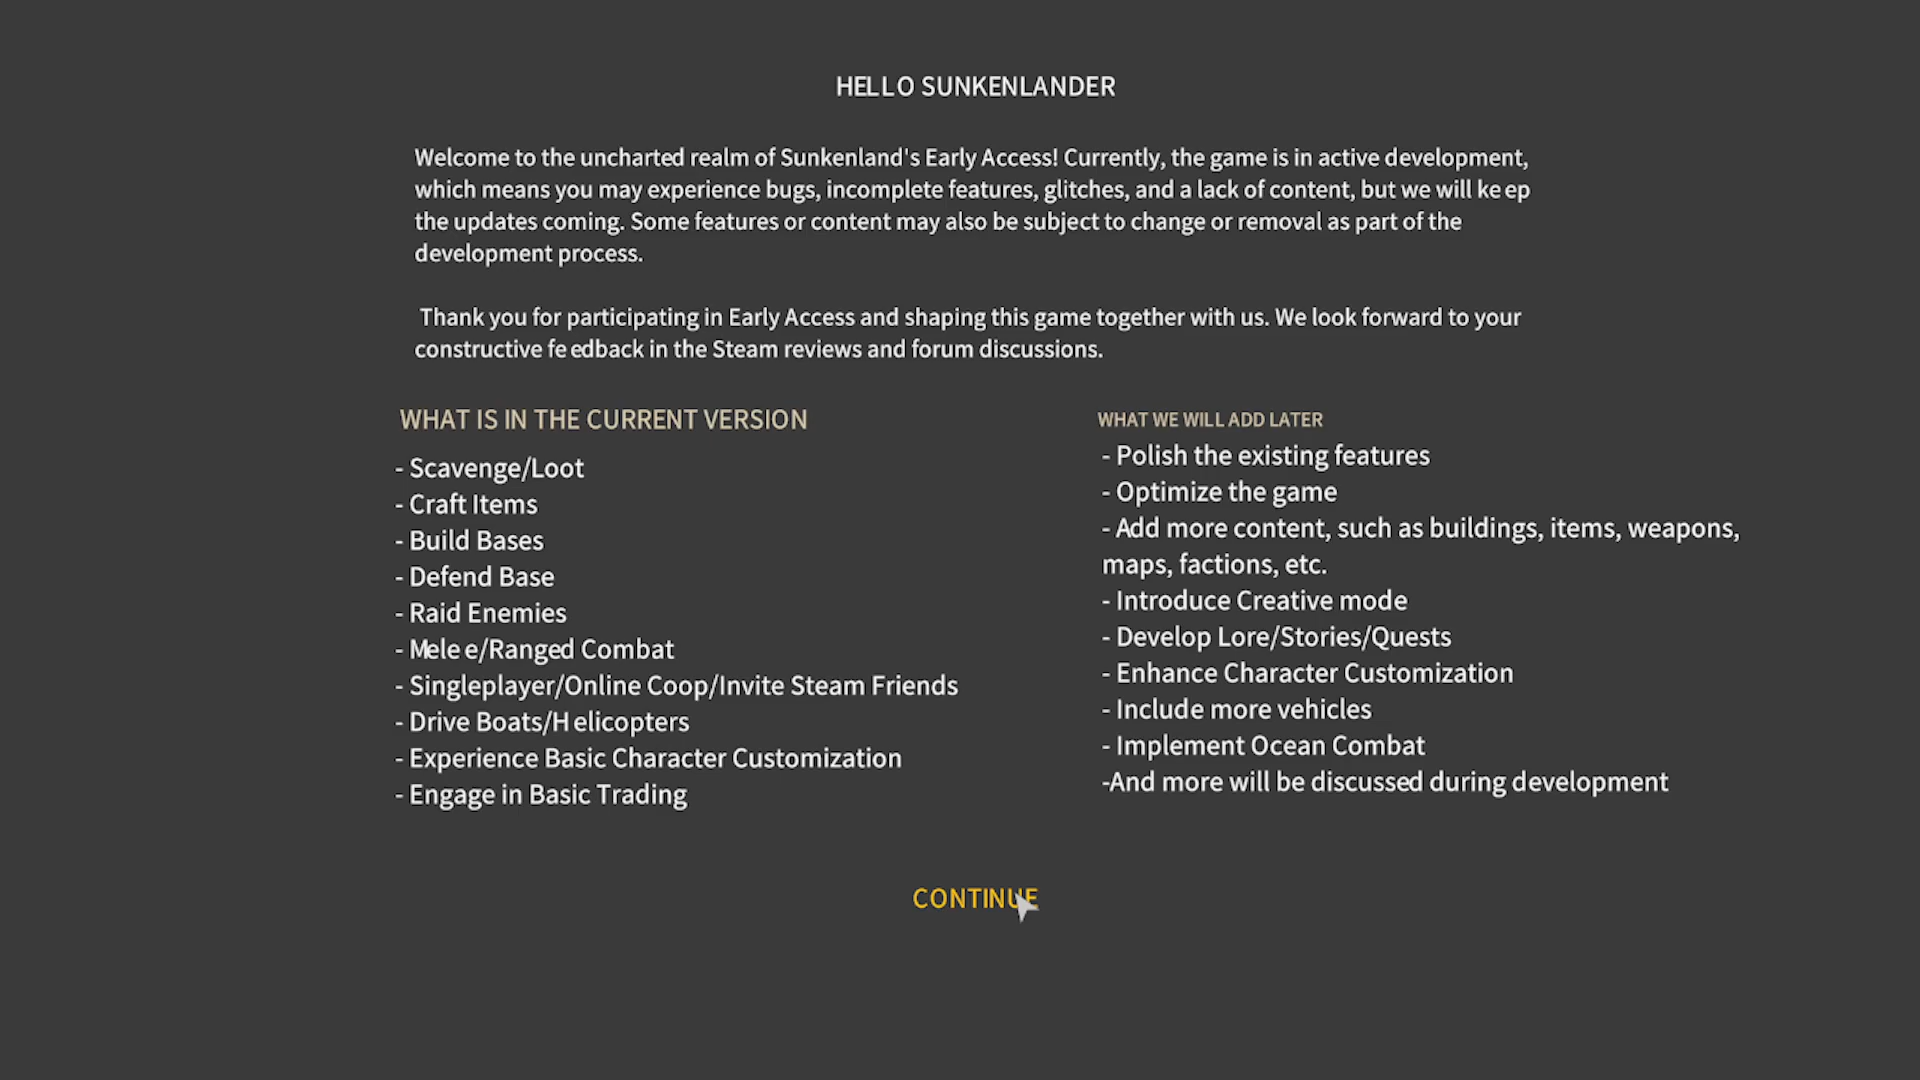 HELLO SUNKENLANDER
Welcome to the uncharted realm of Sunkenland's Early Access! Currently, the game is in active development,
which means you may experience bugs, incomplete features, glitches, and a lack of content, but we will keep
the updates coming. Some features or content may also be subject to change or removal as part of the
development process.
Thank you for participating in Early Access and shaping this game together with us. We look forward to your
constructive feedback in the Steam reviews and forum discussions.
WHAT IS IN THE CURRENT VERSION
- Scavenge/Loot
- Craft Items
- Build Bases
- Defend Base
- Raid Enemies
- Melee/Ranged Combat
- Singleplayer/Online Coop/Invite Steam Friends
- Drive Boats/Helicopters
- Experience Basic Character Customization
- Engage in Basic Trading
WHAT WE WILL ADD LATER
- Polish the existing features
- Optimize the game
- Add more content, such as buildings, items, weapons,
maps, factions, etc.
- Introduce Creative mode
- Develop Lore/Stories/Quests
- Enhance Character Customization
- Include more vehicles
- Implement Ocean Combat
-And more will be discussed during development
CONTINUE